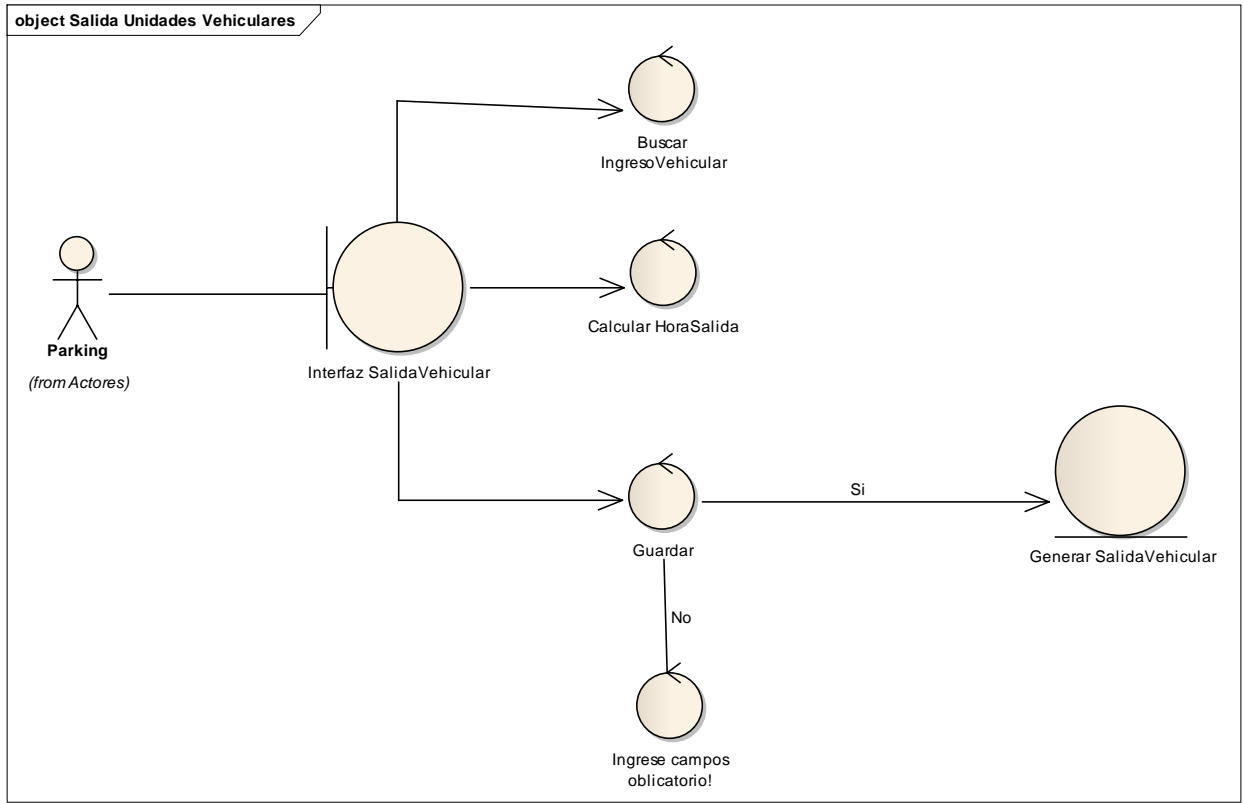 object Salida Unidades Vehiculares
Buscar
IngresoVehicular
Calcular HoraSalida
Parking
(from Actores)
Interfaz SalidaVehicular
Si
Guardar
Generar SalidaVehicular
No
Ingrese campos
oblicatorio!